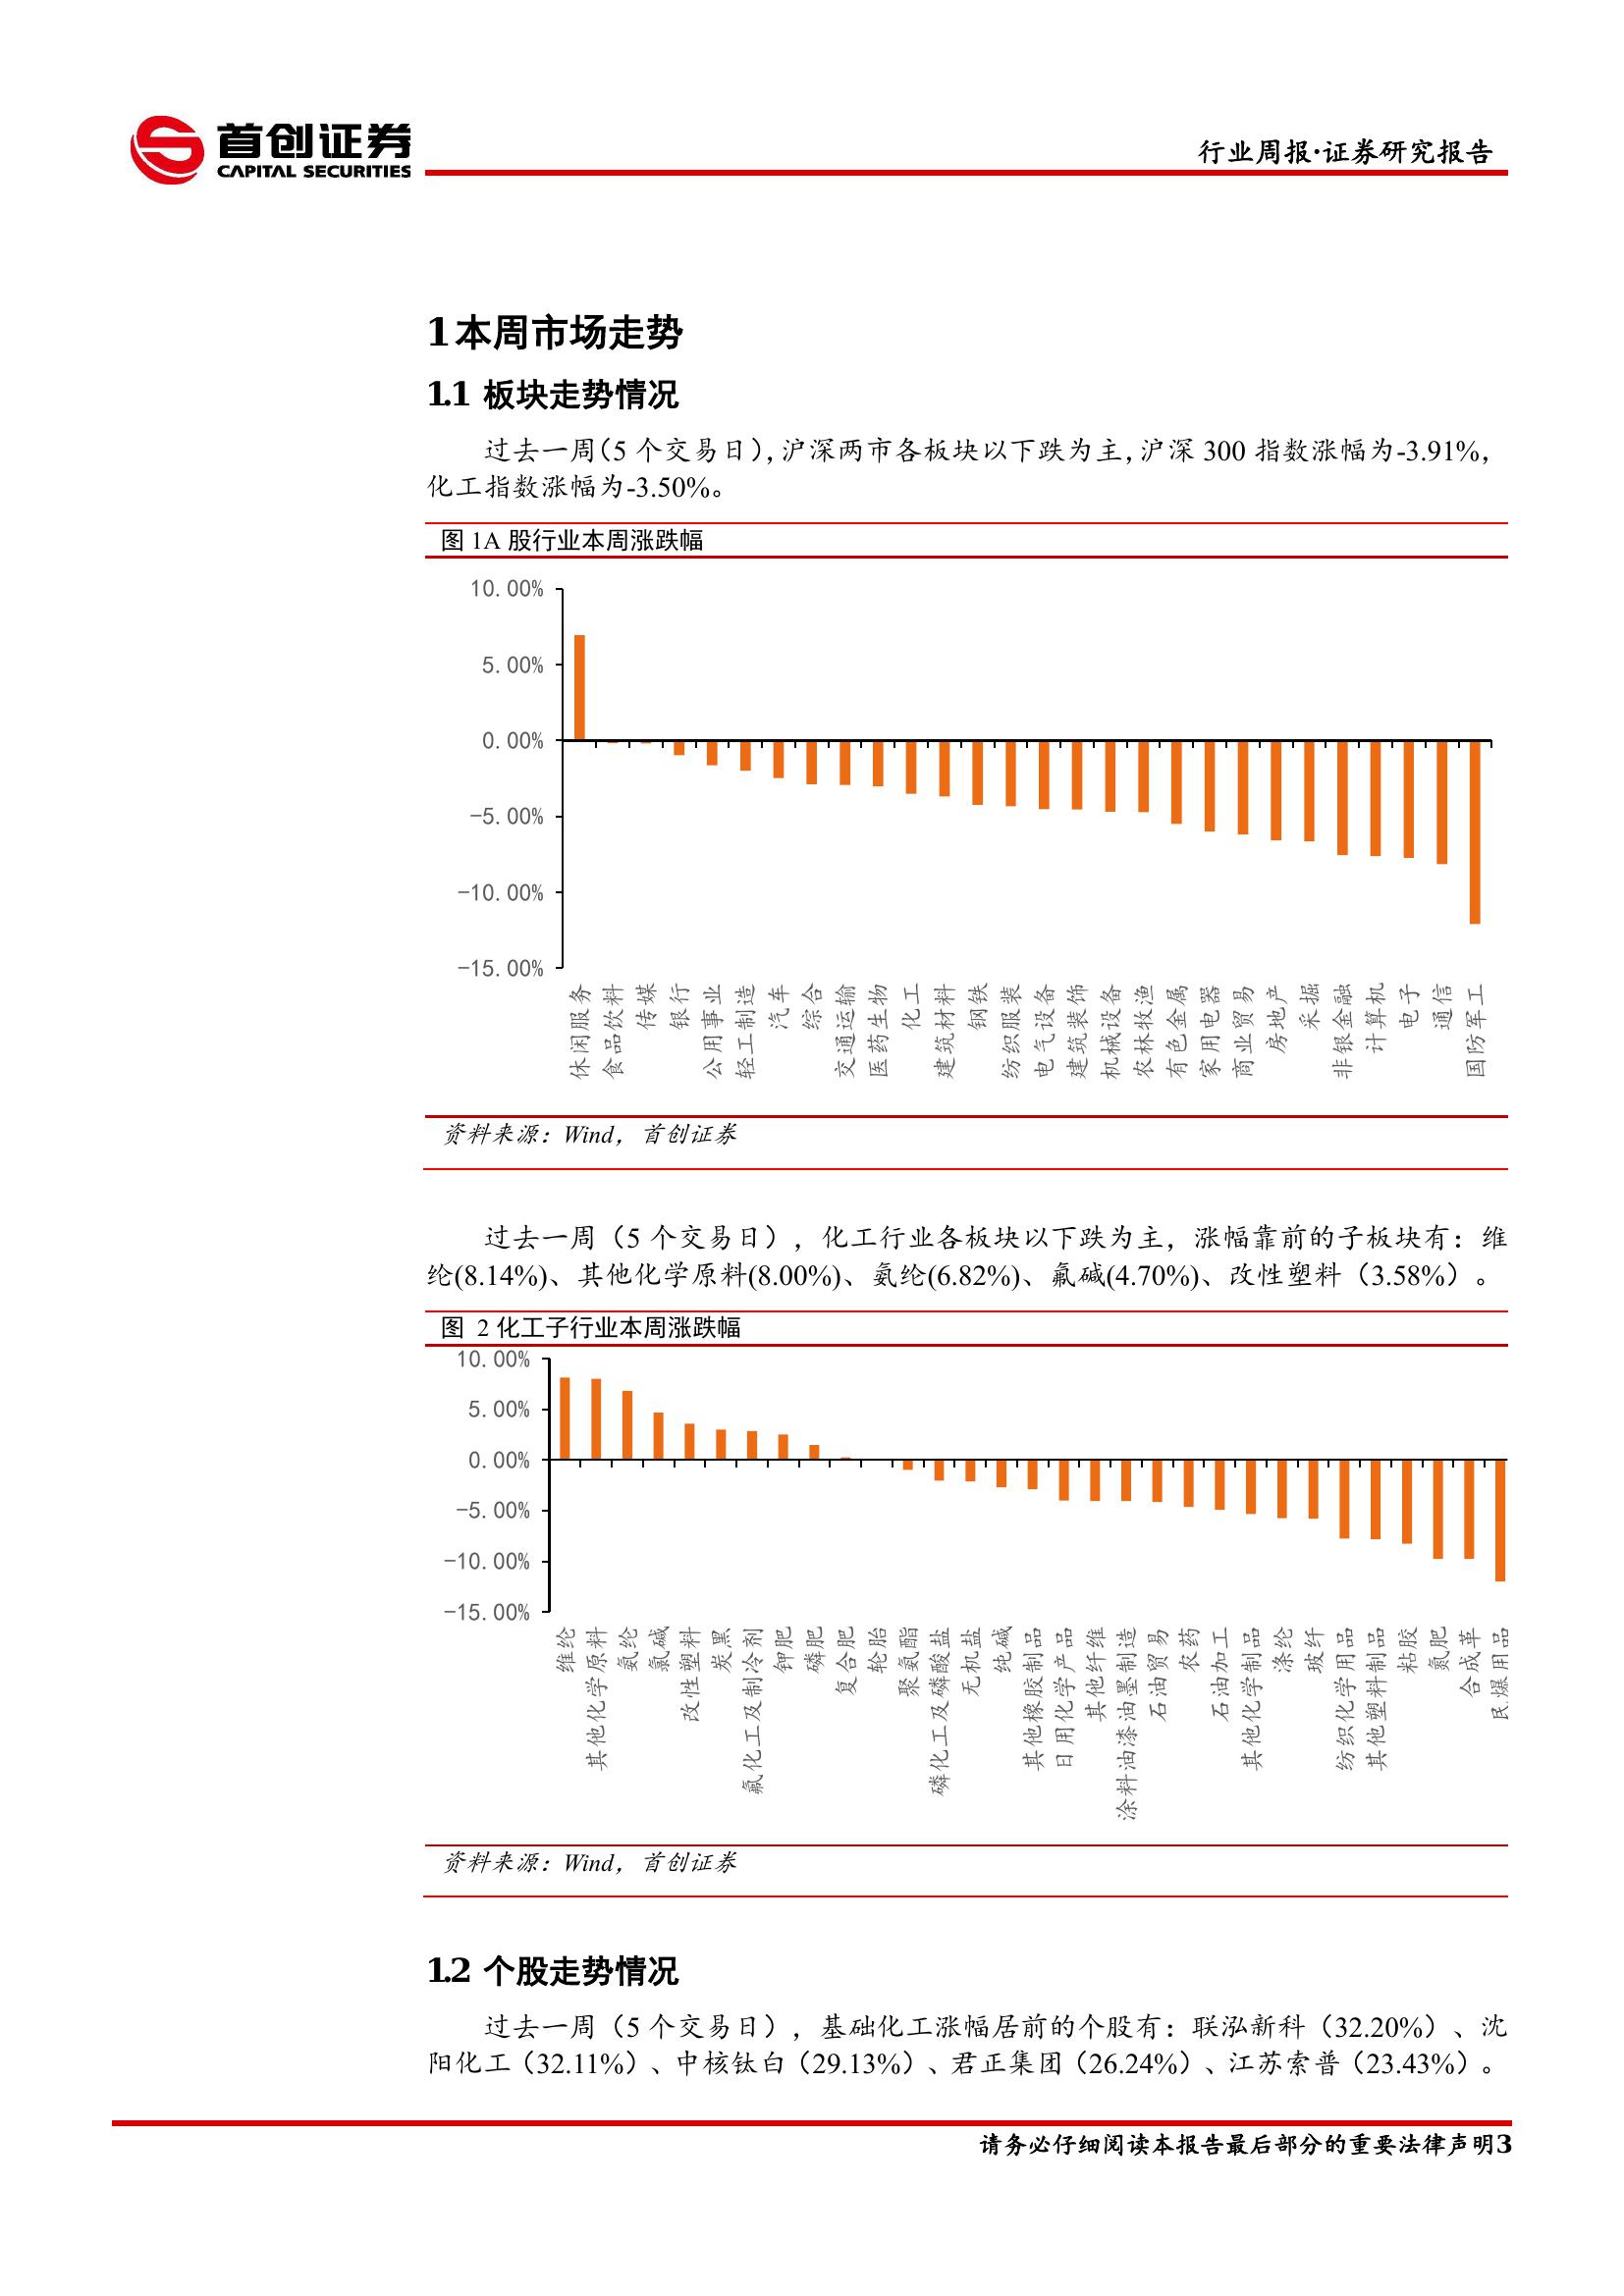 首创证券
CAPITAL SECURITIES
行业周报·证券研究报告
1本周市场走势
1.1 板块走势情况
过去一周（5 个交易日），沪深两市各板块以下跌为主，沪深 300 指数涨幅为-3.91%，
化工指数涨幅为-3.50%。
图 1A 股行业本周涨跌幅
10.00%
5.00%
0.00%
-5.00%
-10.00%
-15.00%
休闲服务
食品饮料
传媒
银行
公用事业
轻工制造
汽车
综合
交通运输
医药生物
化工
建筑材料
钢铁
纺织服装
电气设备
建筑装饰
机械设备
农林牧渔
有色金属
家用电器
商业贸易
房地产
采掘
非银金融
计算机
电子
通信
国防军工
资料来源：Wind，首创证券
过去一周（5 个交易日），化工行业各板块以下跌为主，涨幅靠前的子板块有：维
纶(8.14%)、其他化学原料(8.00%)、氨纶(6.82%)、氟碱(4.70%)、改性塑料（3.58%）。
图 2 化工子行业本周涨跌幅
10.00%
5.00%
0.00%
-5.00%
-10.00%
-15.00%
维纶
其他化学原料
氨纶
氯碱
改性塑料
炭黑
氟化工及制冷剂
钾肥
磷肥
复合肥
轮胎
聚氨酯
磷化工及磷酸盐
无机盐
纯碱
其他橡胶制品
日用化学产品
其他纤维
涂料油漆油墨制造
石油贸易
农药
石油加工
其他化学制品
涤纶
玻纤
纺织化学用品
其他塑料制品
粘胶
氮肥
合成革
民爆用品
资料来源：Wind，首创证券
1.2 个股走势情况
过去一周（5 个交易日），基础化工涨幅居前的个股有：联泓新科（32.20%）、沈
阳化工（32.11%）、中核钛白（29.13%）、君正集团（26.24%）、江苏索普（23.43%）。
请务必仔细阅读本报告最后部分的重要法律声明3